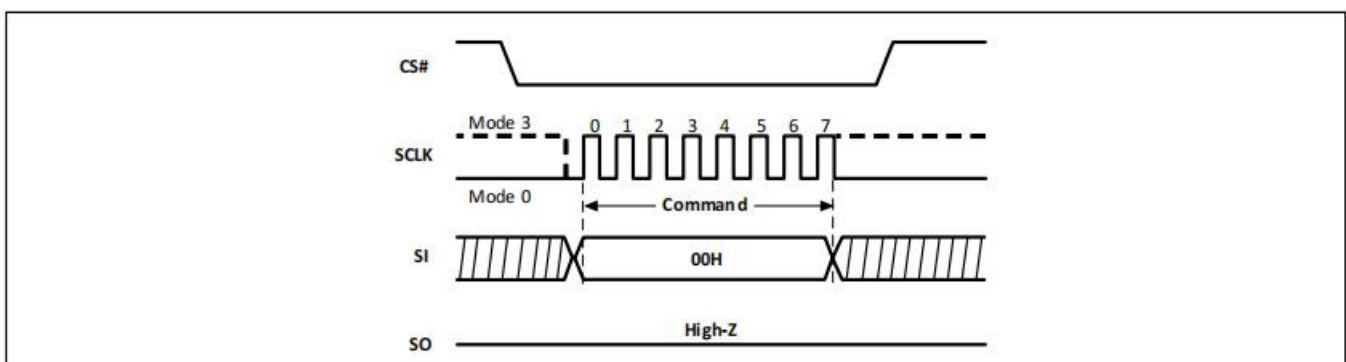 CS#
Mode 3
0 1 2 3 4 5 6 7
SCLK
Mode 0
Command
SI
00H
High-Z
SO